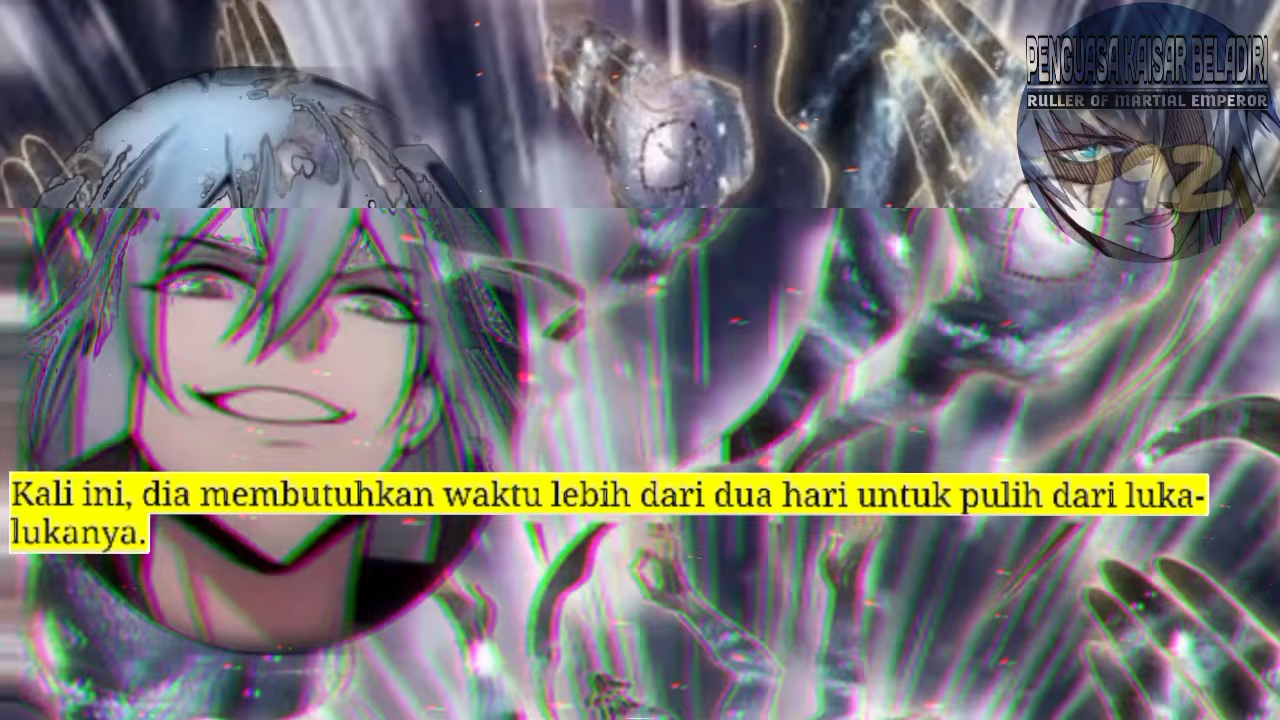 PENGUASA KAISAR BELADIRI
RULLER OF MARTIAL EMPEROR
Kali ini, dia membutuhkan waktu lebih dari dua hari untuk pulih dari luka-
lukanya.